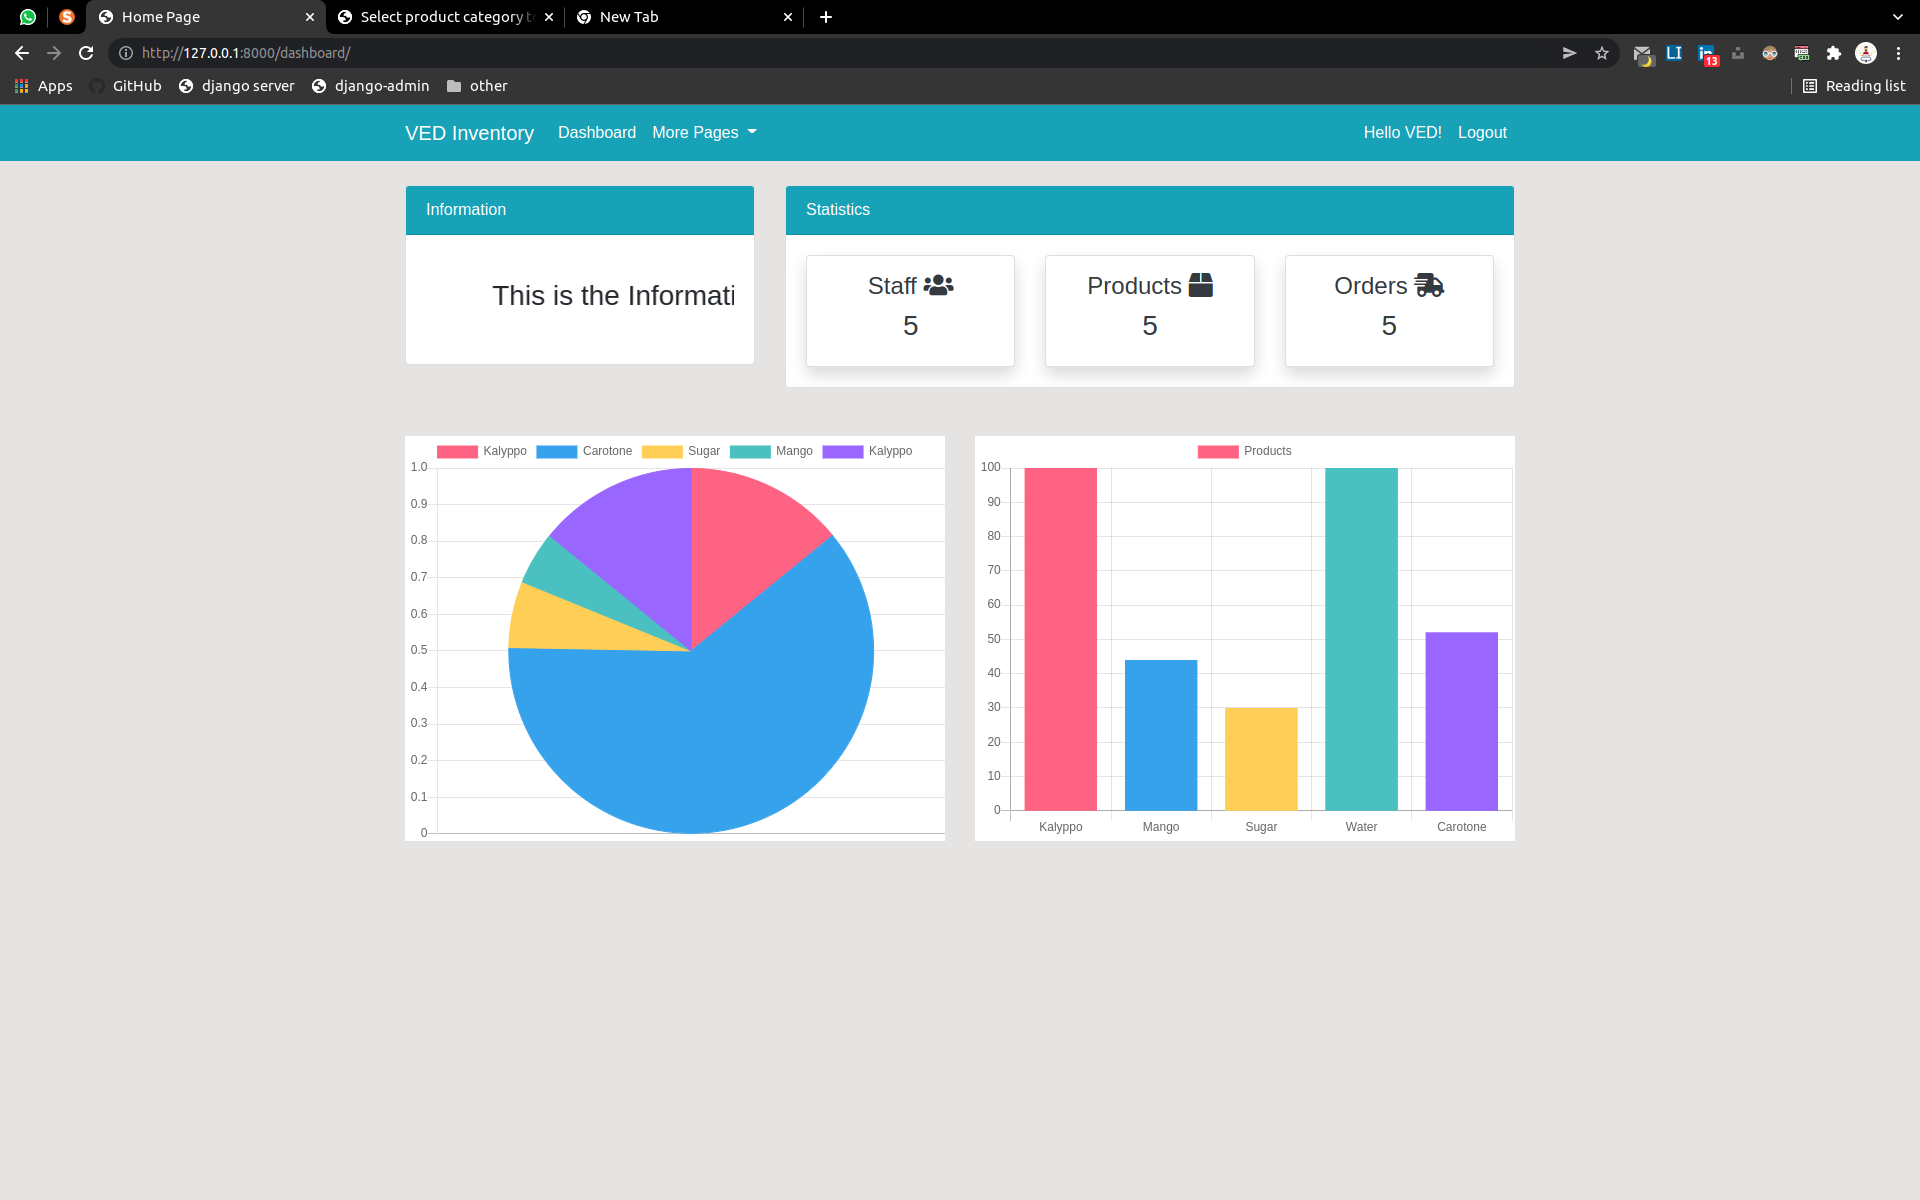 Home Page
Select product category t
New Tab
http://127.0.0.1:8000/dashboard/
LI
in
13
Apps
GitHub
django server
django-admin
other
Reading list
VED Inventory
Dashboard
More Pages
Hello VED!
Logout
Information
This is the Informati
Statistics
Staff
5
Products
5
Orders
5
Kalyppo
Carotone
Sugar
Mango
Kalyppo
1.0
0.9
0.8
0.7
0.6
0.5
0.4
0.3
0.2
0.1
0
Products
100
90
80
70
60
50
40
30
20
10
0
Kalyppo
Mango
Sugar
Water
Carotone